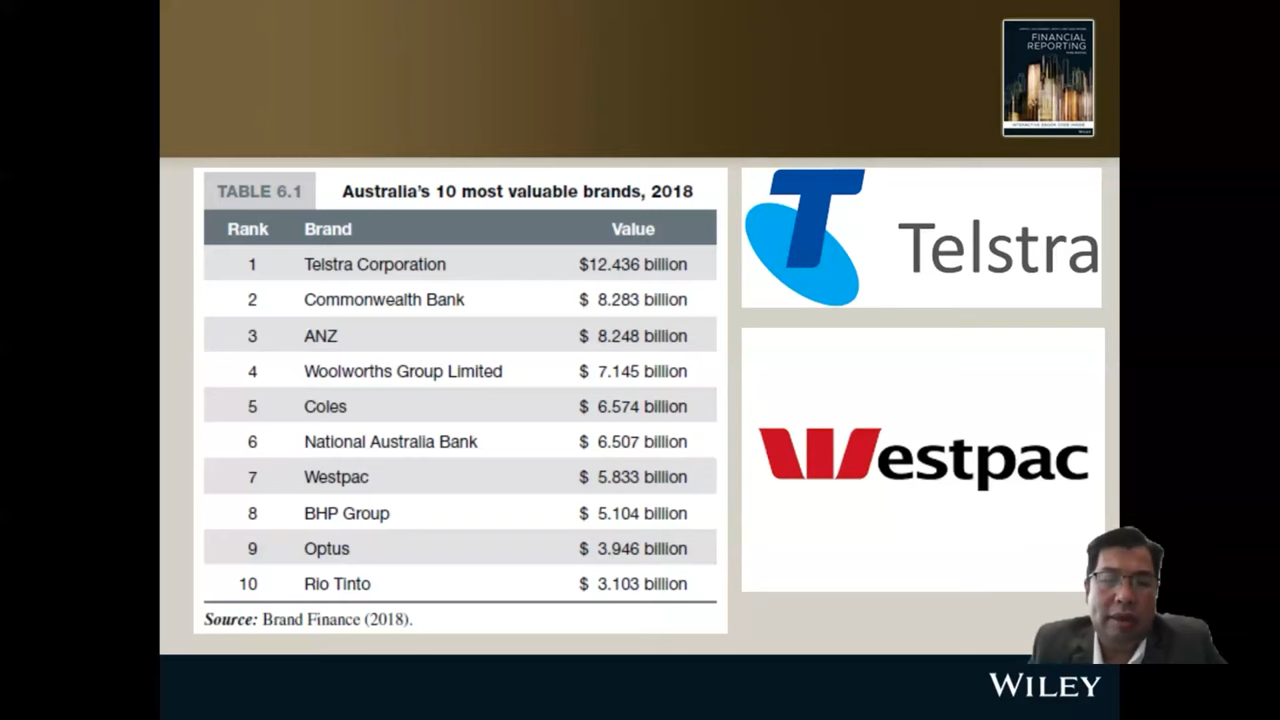 FINANCIAL
REPORTING
TABLE 6.1 Australia's 10 most valuable brands, 2018
Rank Brand Value
1 Telstra Corporation $12.436 billion
2 Commonwealth Bank $ 8.283 billion
3 ANZ $ 8.248 billion
4 Woolworths Group Limited $ 7.145 billion
5 Coles $ 6.574 billion
6 National Australia Bank $ 6.507 billion
7 Westpac $ 5.833 billion
8 BHP Group $ 5.104 billion
9 Optus $ 3.946 billion
10 Rio Tinto $ 3.103 billion
Source: Brand Finance (2018).
T Telstra
Westpac
WILEY